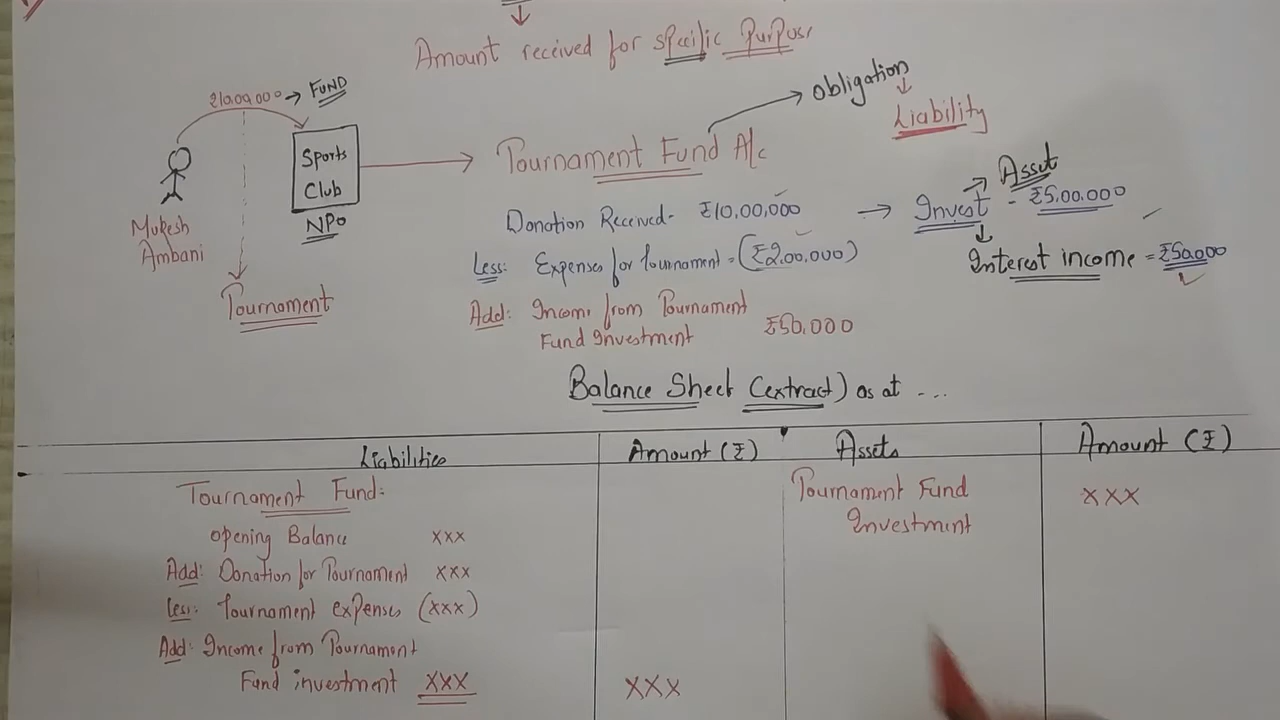 Amount received for specific Purpose
₹10,00,000 → FUND
Sports
Club
NPO
Mukesh
Ambani
Tournament
obligation
Liability
Tournament Fund A/c
Asset
Donation Received- ₹10,00,000 → Invest - ₹5,00,000
Less: Expenses for Tournament = (₹2,00,000)
Interest income = ₹50,000
Add: Income from Tournament
Fund Investment ₹50,000
Balance Sheet (extract) as at ...
Liabilities Amount (₹) Assets Amount (₹)
Tournament Fund:
opening Balance xxx
Add: Donation for Tournament xxx
Less: Tournament expenses (xxx)
Add: Income from Tournament
Fund investment xxx xxx
Tournament Fund xxx
Investment